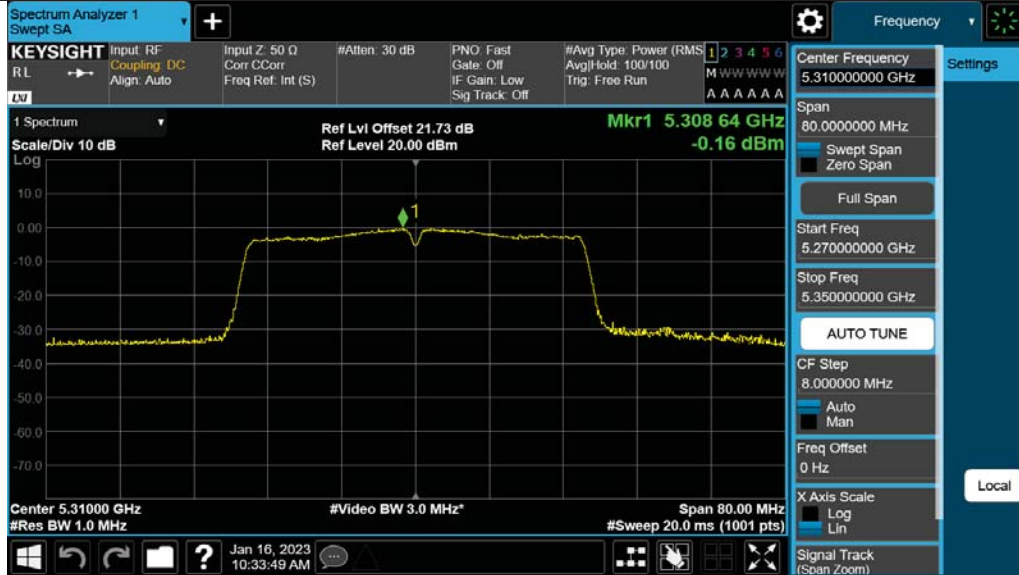 Spectrum Analyzer 1
Swept SA
+
Frequency
KEYSIGHT
RL
LXI
Input: RF
Coupling: DC
Align: Auto
Input Z: 50 Ω
Corr CCorr
Freq Ref: Int (S)
#Atten: 30 dB
PNO: Fast
Gate: Off
IF Gain: Low
Sig Track: Off
#Avg Type: Power (RMS
Avg|Hold: 100/100
Trig: Free Run
1 2 3 4 5 6
M W W W W W
A A A A A A
1 Spectrum
Scale/Div 10 dB
Ref Lvl Offset 21.73 dB
Ref Level 20.00 dBm
Mkr1 5.308 64 GHz
-0.16 dBm
Log
10.0
0.00
-10.0
-20.0
-30.0
-40.0
-50.0
-60.0
-70.0
1
Center 5.31000 GHz
#Res BW 1.0 MHz
#Video BW 3.0 MHz*
Span 80.00 MHz
#Sweep 20.0 ms (1001 pts)
Center Frequency
5.310000000 GHz
Span
80.0000000 MHz
Swept Span
Zero Span
Full Span
Start Freq
5.270000000 GHz
Stop Freq
5.350000000 GHz
AUTO TUNE
CF Step
8.000000 MHz
Auto
Man
Freq Offset
0 Hz
X Axis Scale
Log
Lin
Signal Track
(Span Zoom)
Settings
Local
?
Jan 16, 2023
10:33:49 AM